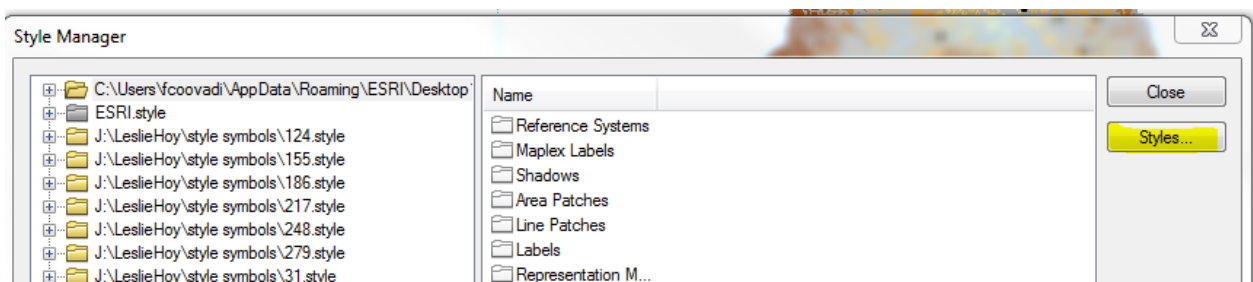 Style Manager
C:\Users\fcoovadi\AppData\Roaming\ESRI\Desktop
ESRI.style
J:\LeslieHoy\style symbols\124.style
J:\LeslieHoy\style symbols\155.style
J:\LeslieHoy\style symbols\186.style
J:\LeslieHoy\style symbols\217.style
J:\LeslieHoy\style symbols\248.style
J:\LeslieHoy\style symbols\279.style
J:\LeslieHoy\style symbols\31.style
Name
Reference Systems
Maplex Labels
Shadows
Area Patches
Line Patches
Labels
Representation M...
Close
Styles...